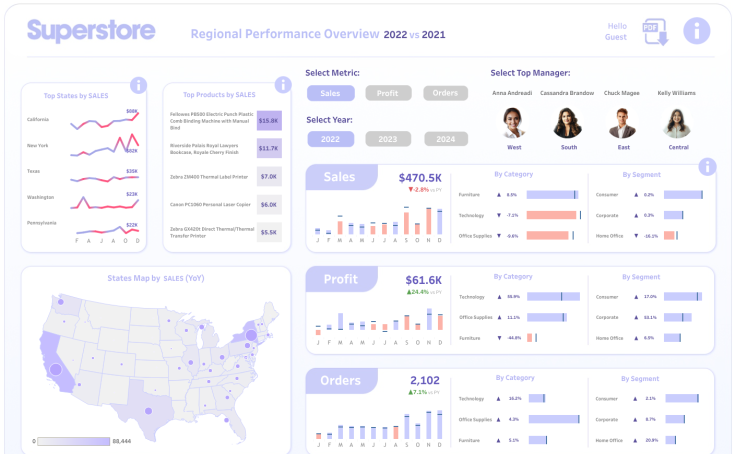 Superstore
Regional Performance Overview 2022 vs 2021
Hello
Guest
PDF
i
Top States by SALES
i
California
$88K
New York
$82K
Texas
$35K
Washington
$23K
Pennsylvania
$22K
F A J A O D
Top Products by SALES
i
Fellowes PB500 Electric Punch Plastic
Comb Binding Machine with Manual
Bind
$15.8K
Riverside Palais Royal Lawyers
Bookcase, Royale Cherry Finish
$11.7K
Zebra ZM400 Thermal Label Printer
$7.0K
Canon PC1060 Personal Laser Copier
$6.0K
Zebra GX420t Direct Thermal/Thermal
Transfer Printer
$5.5K
Select Metric:
Sales Profit Orders
Select Year:
2022 2023 2024
Select Top Manager:
Anna Andreadi Cassandra Brandow Chuck Magee Kelly Williams
West South East Central
States Map by SALES (YoY)
0 88,444
Sales
$470.5K
▼-2.8% vs PY
J F M A M J J A S O N D
By Category
Furniture ▲ 0.5%
Technology ▼ -7.1%
Office Supplies ▼ -9.6%
By Segment
i
Consumer ▲ 0.2%
Corporate ▲ 0.3%
Home Office ▼ -18.1%
Profit
$61.6K
▲24.4% vs PY
J F M A M J J A S O N D
By Category
Technology ▲ 55.9%
Office Supplies ▲ 11.1%
Furniture ▼ -44.0%
By Segment
Consumer ▲ 17.0%
Corporate ▲ 53.1%
Home Office ▲ 6.5%
Orders
2,102
▲7.1% vs PY
J F M A M J J A S O N D
By Category
Technology ▲ 16.2%
Office Supplies ▲ 4.3%
Furniture ▲ 5.1%
By Segment
Consumer ▲ 2.1%
Corporate ▲ 9.7%
Home Office ▲ 20.9%